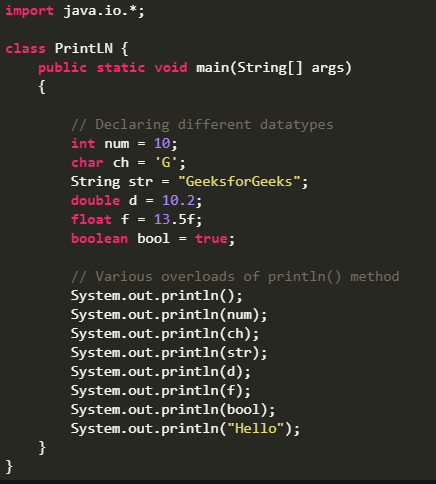 import java.io.*;

class PrintLN {
    public static void main(String[] args)
    {

        // Declaring different datatypes
        int num = 10;
        char ch = 'G';
        String str = "GeeksforGeeks";
        double d = 10.2;
        float f = 13.5f;
        boolean bool = true;

        // Various overloads of println() method
        System.out.println();
        System.out.println(num);
        System.out.println(ch);
        System.out.println(str);
        System.out.println(d);
        System.out.println(f);
        System.out.println(bool);
        System.out.println("Hello");
    }
}